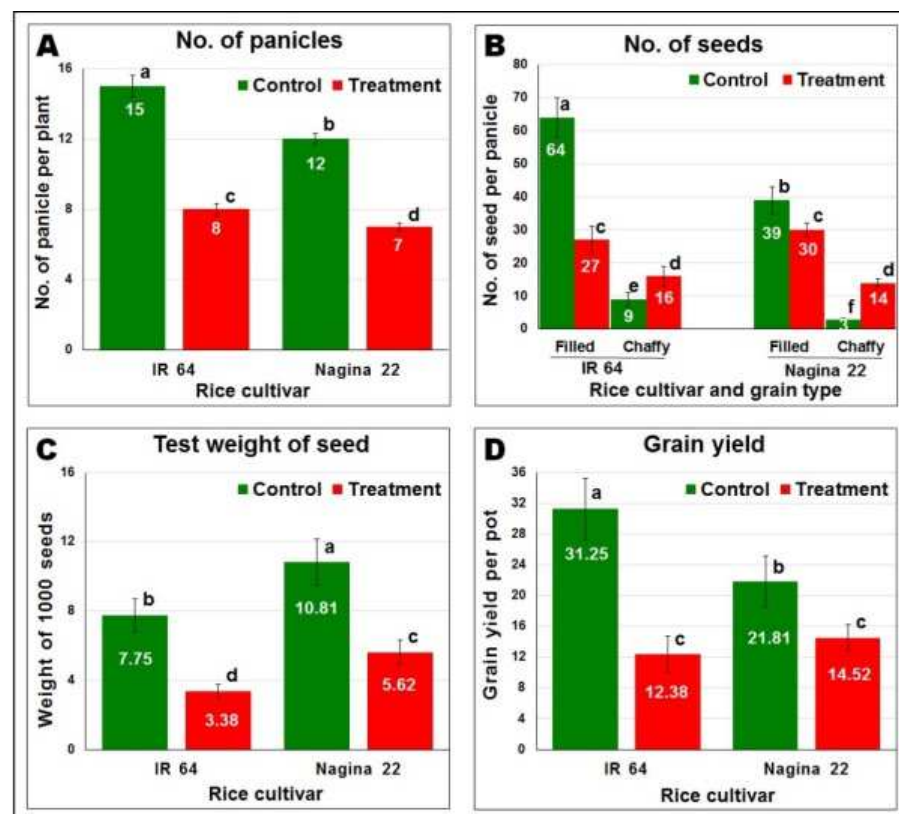 A
No. of panicles
Control Treatment
No. of panicle per plant
16
12
8
4
0
a
15
c
8
b
12
d
7
IR 64 Nagina 22
Rice cultivar
B
No. of seeds
Control Treatment
No. of seed per panicle
80
70
60
50
40
30
20
10
0
a
64
c
27
e
9
d
16
b
39
c
30
f
3
d
14
Filled Chaffy Filled Chaffy
IR 64 Nagina 22
Rice cultivar and grain type
C
Test weight of seed
Control Treatment
Weight of 1000 seeds
16
12
8
4
0
b
7.75
d
3.38
a
10.81
c
5.62
IR 64 Nagina 22
Rice cultivar
D
Grain yield
Control Treatment
Grain yield per pot
36
32
28
24
20
16
12
8
4
0
a
31.25
c
12.38
b
21.81
c
14.52
IR 64 Nagina 22
Rice cultivar